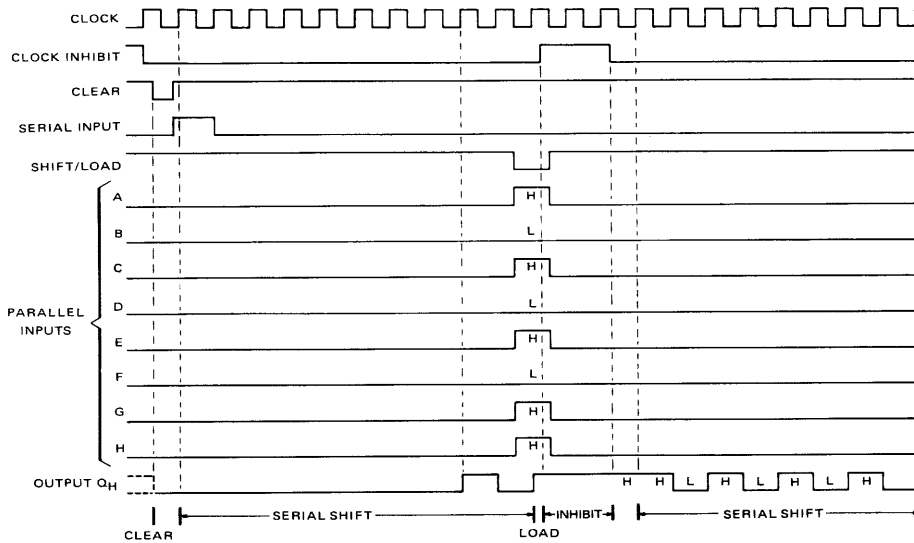 CLOCK
CLOCK INHIBIT
CLEAR
SERIAL INPUT
SHIFT/LOAD
A H
B L
C H
D L
PARALLEL
INPUTS
E H
F L
G H
H H
OUTPUT QH H H L H L H L H
SERIAL SHIFT INHIBIT SERIAL SHIFT
CLEAR LOAD